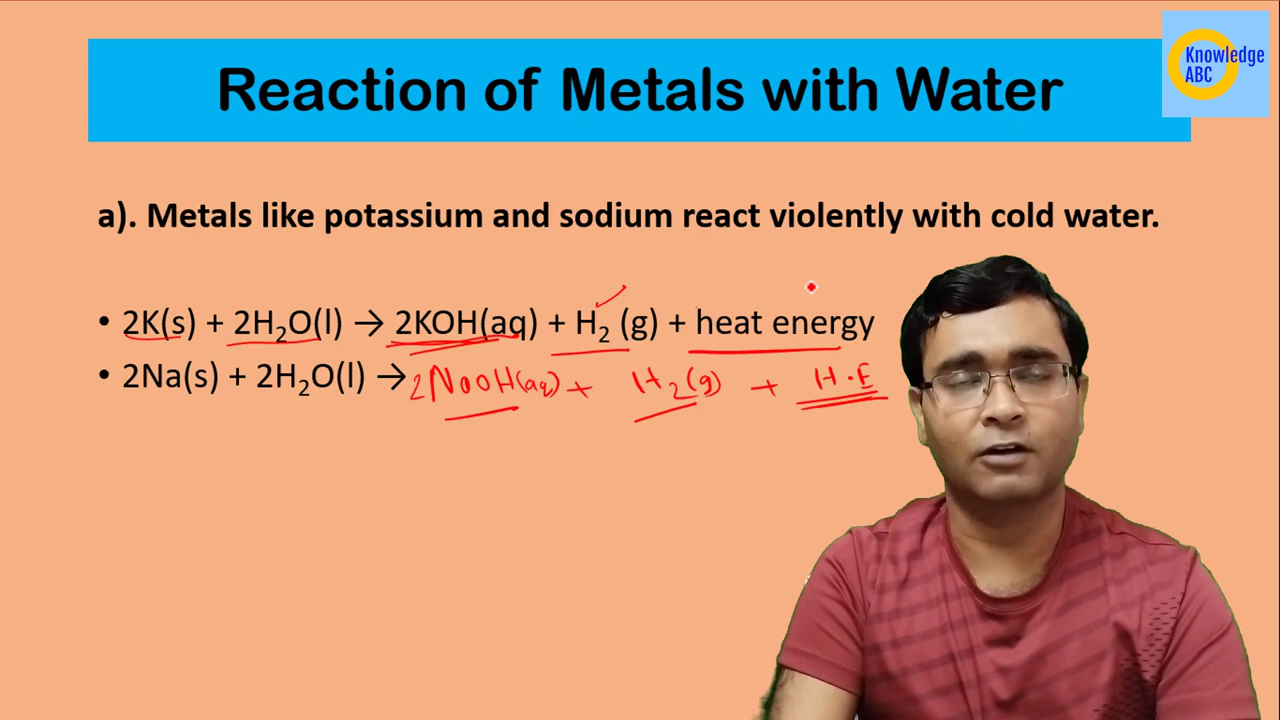 Knowledge
ABC
Reaction of Metals with Water
a). Metals like potassium and sodium react violently with cold water.
• 2K(s) + 2H₂O(l) → 2KOH(aq) + H₂ (g) + heat energy
• 2Na(s) + 2H₂O(l) → 2NaOH(aq) + H₂(g) + H.E